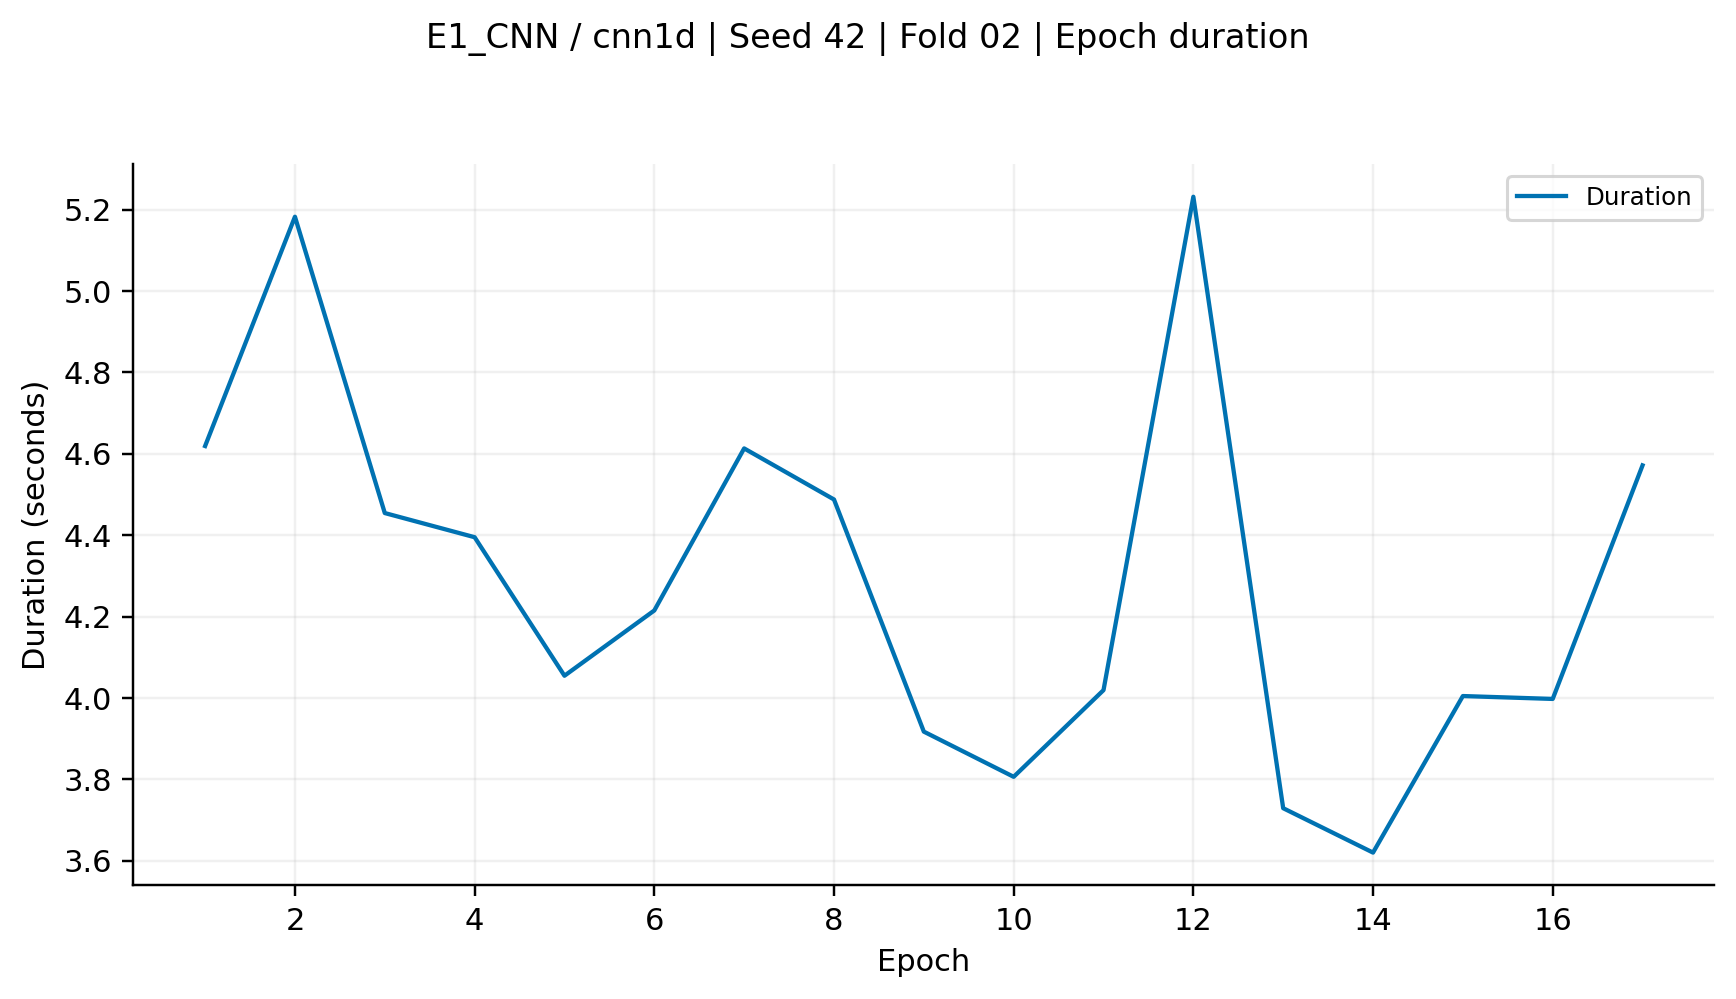 E1_CNN / cnn1d | Seed 42 | Fold 02 | Epoch duration
Duration
5.2
5.0
4.8
4.6
4.4
4.2
4.0
3.8
3.6
Duration (seconds)
2 4 6 8 10 12 14 16
Epoch